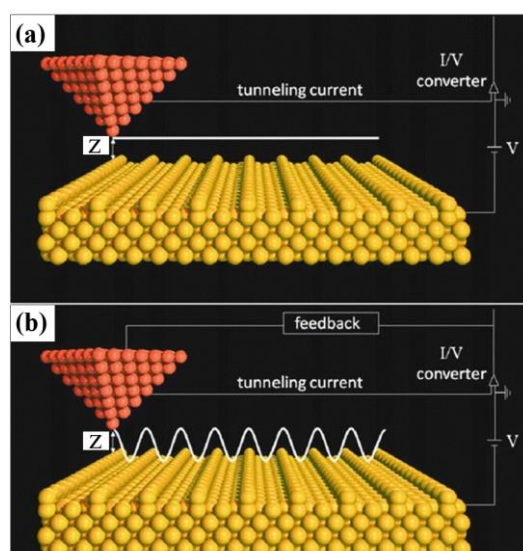 (a)
I/V
converter
tunneling current
Z
V
(b)
feedback
I/V
converter
tunneling current
Z
V